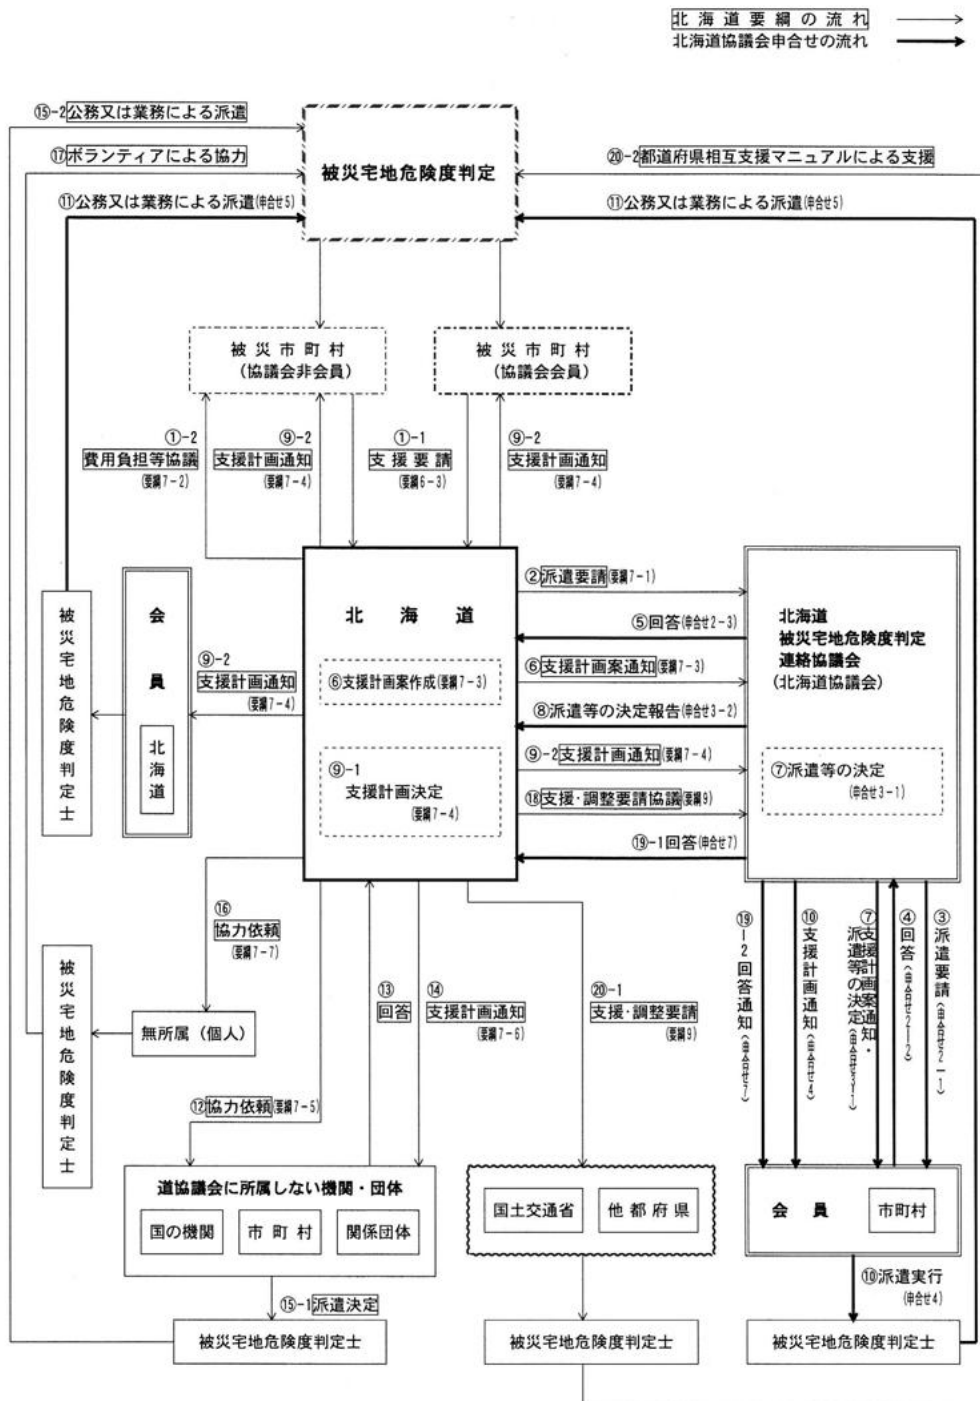 北海道要綱の流れ
北海道協議会申合せの流れ
⑮-2公務又は業務による派遣
⑰ボランティアによる協力
⑪公務又は業務による派遣(申合せ5)
被災宅地危険度判定
⑳-2都道府県相互支援マニュアルによる支援
⑪公務又は業務による派遣(申合せ5)
被災市町村
(協議会非会員)
被災市町村
(協議会会員)
①-2
費用負担等協議
(要綱7-2)
⑨-2
支援計画通知
(要綱7-4)
①-1
支援要請
(要綱6-3)
⑨-2
支援計画通知
(要綱7-4)
被災宅地危険度判定士
会員
北海道
⑨-2
支援計画通知
(要綱7-4)
北海道
⑥支援計画案作成(要綱7-3)
⑨-1
支援計画決定
(要綱7-4)
②派遣要請(要綱7-1)
⑤回答(申合せ2-3)
⑥支援計画案通知(要綱7-3)
⑧派遣等の決定報告(申合せ3-2)
⑨-2支援計画通知(要綱7-4)
⑱支援・調整要請協議(要綱9)
⑲-1回答(申合せ7)
北海道
被災宅地危険度判定
連絡協議会
(北海道協議会)
⑦派遣等の決定
(申合せ3-1)
⑯
協力依頼
(要綱7-7)
被災宅地危険度判定士
無所属(個人)
⑫協力依頼(要綱7-5)
⑬
回答
⑭
支援計画通知
(要綱7-6)
⑳-1
支援・調整要請
(要綱9)
⑲-2回答通知(申合せ7)
⑩支援計画通知(申合せ4)
⑦支援計画案通知・
派遣等の決定(申合せ3-1)
④回答(申合せ2-2)
③派遣要請(申合せ2-1)
道協議会に所属しない機関・団体
国の機関
市町村
関係団体
国土交通省
他都府県
会員
市町村
⑮-1派遣決定
⑩派遣実行
(申合せ4)
被災宅地危険度判定士
被災宅地危険度判定士
被災宅地危険度判定士